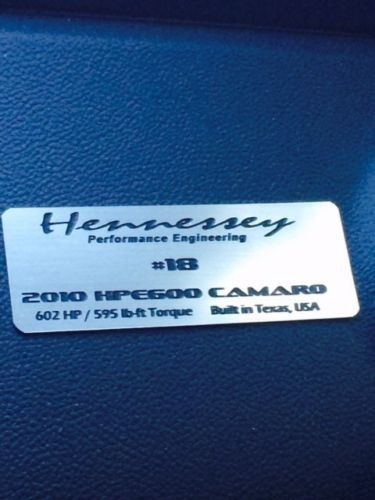 Hennessey
Performance Engineering
#18
2010 HPE600 CAMARO
602 HP / 595 lb-ft Torque Built in Texas, USA